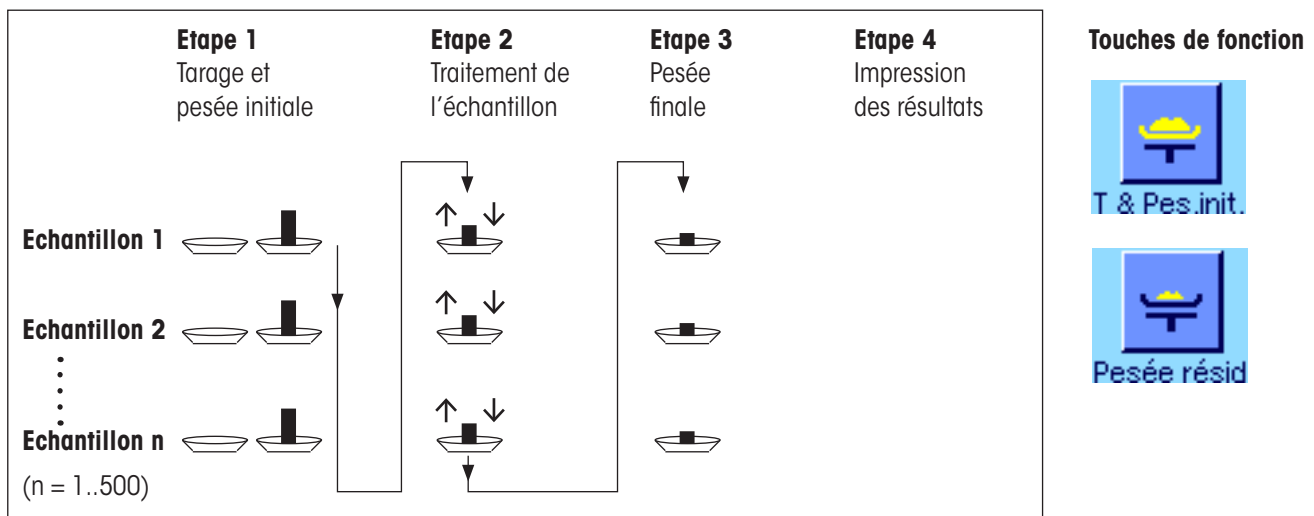 Etape 1
Tarage et
pesée initiale
Etape 2
Traitement de
l'échantillon
Etape 3
Pesée
finale
Etape 4
Impression
des résultats
Touches de fonction
T & Pes.init.
Pesée résid
Echantillon 1
Echantillon 2
Echantillon n
(n = 1..500)